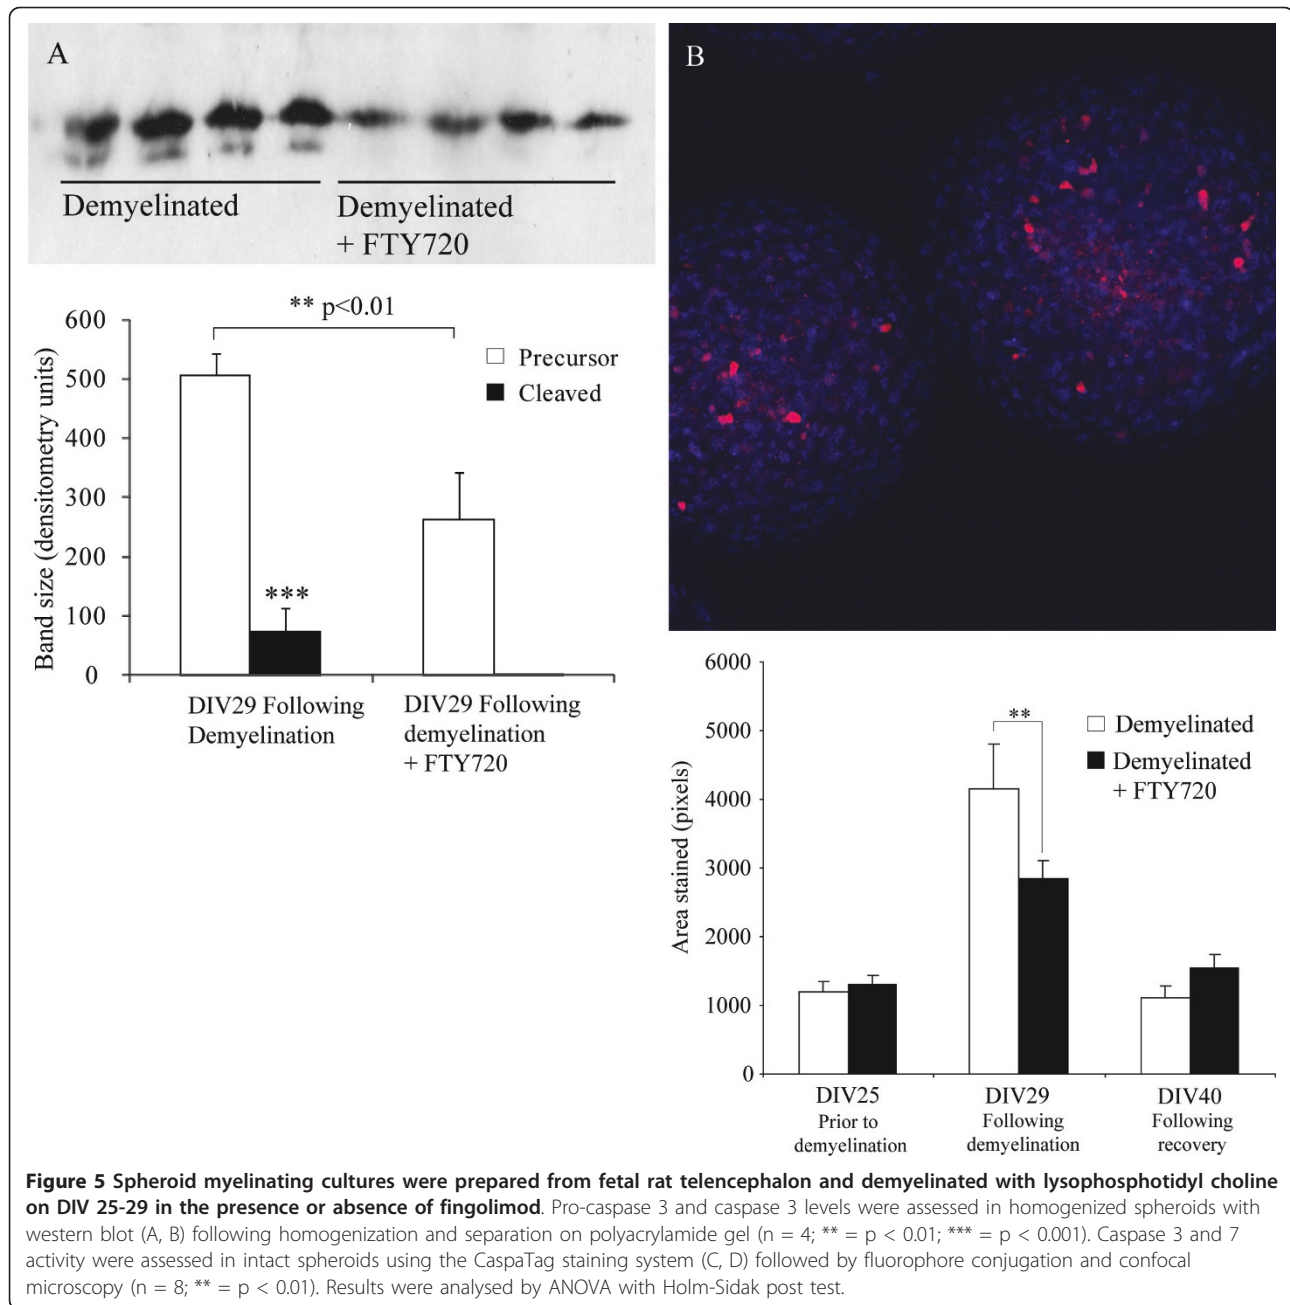 A
Demyelinated
Demyelinated
+ FTY720
B
** p<0.01
Band size (densitometry units)
600
500
400
300
200
100
0
Precursor
Cleaved
***
DIV29 Following
Demyelination
DIV29 Following
demyelination
+ FTY720
Area stained (pixels)
6000
5000
4000
3000
2000
1000
0
**
Demyelinated
Demyelinated
+ FTY720
DIV25
Prior to
demyelination
DIV29
Following
demyelination
DIV40
Following
recovery
Figure 5 Spheroid myelinating cultures were prepared from fetal rat telencephalon and demyelinated with lysophosphotidyl choline
on DIV 25-29 in the presence or absence of fingolimod. Pro-caspase 3 and caspase 3 levels were assessed in homogenized spheroids with
western blot (A, B) following homogenization and separation on polyacrylamide gel (n = 4; ** = p < 0.01; *** = p < 0.001). Caspase 3 and 7
activity were assessed in intact spheroids using the CaspaTag staining system (C, D) followed by fluorophore conjugation and confocal
microscopy (n = 8; ** = p < 0.01). Results were analysed by ANOVA with Holm-Sidak post test.